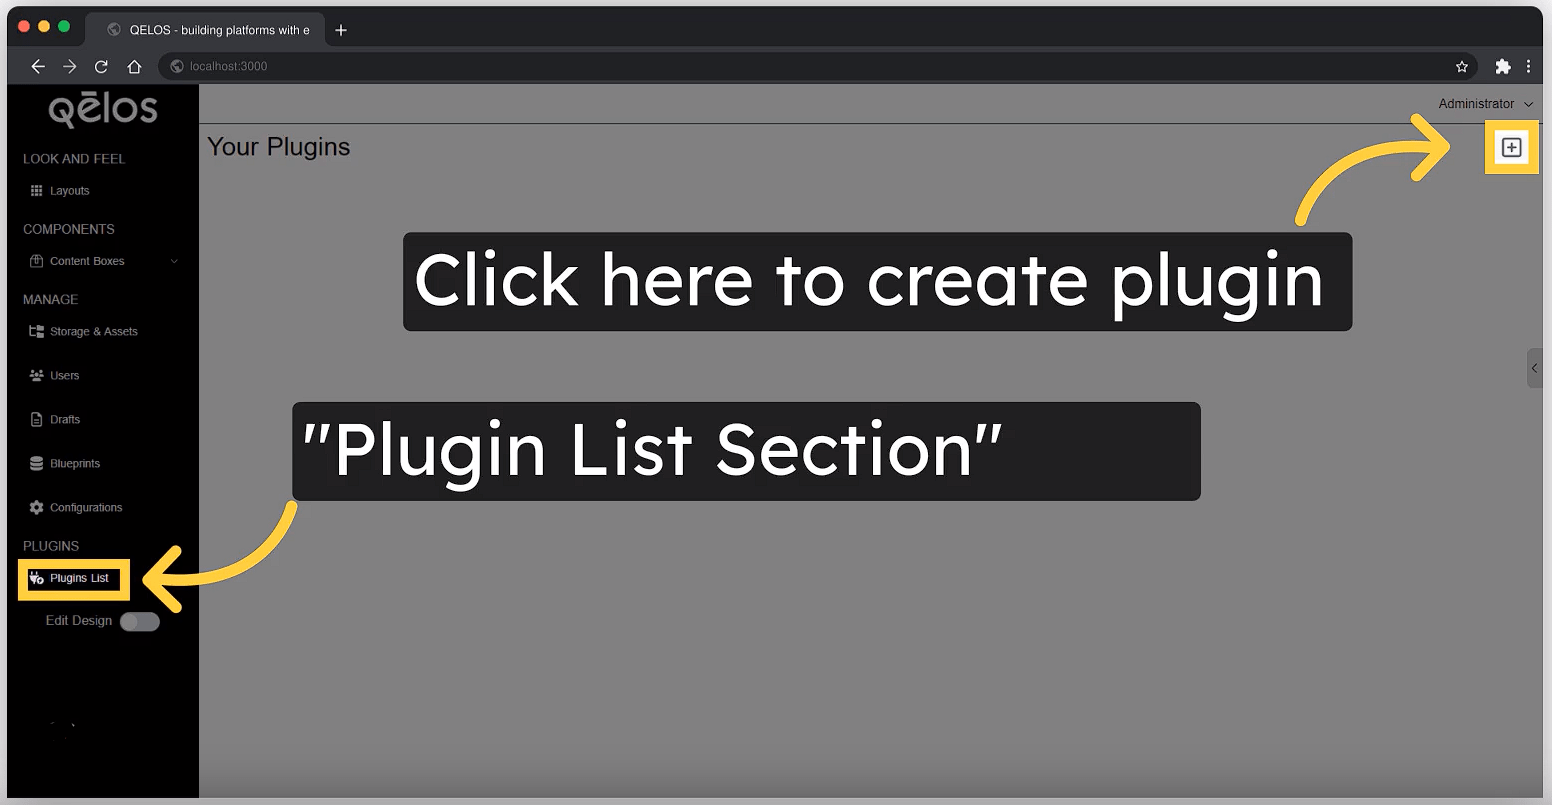 QELOS - building platforms with e
localhost:3000
qēlos
Administrator
LOOK AND FEEL
Layouts
COMPONENTS
Content Boxes
MANAGE
Storage & Assets
Users
Drafts
Blueprints
Configurations
PLUGINS
Plugins List
Edit Design
Your Plugins
Click here to create plugin
"Plugin List Section"